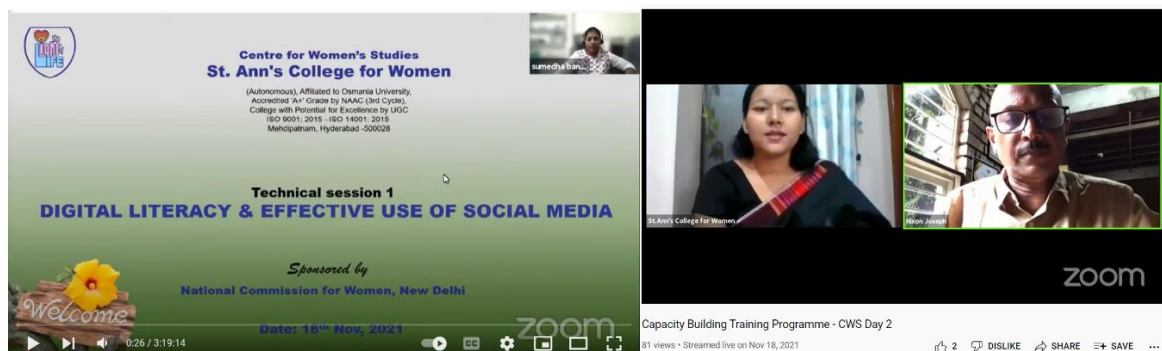 Centre for Women's Studies
St. Ann's College for Women
(Autonomous), Affiliated to Osmania University,
Accredited 'A+' Grade by NAAC (3rd Cycle),
College with Potential for Excellence by UGC
ISO 9001: 2015 --ISO 14001: 2015
Mehdipatnam, Hyderabad -500028
sumedha ban...
Technical session 1
DIGITAL LITERACY & EFFECTIVE USE OF SOCIAL MEDIA
Sponsored by
National Commission for Women, New Delhi
Welcome
Date: 18th Nov, 2021
zoom
0:26 / 3:19:14
CC
St.Ann's College for Women
Nixon Joseph
zoom
Capacity Building Training Programme - CWS Day 2
81 views • Streamed live on Nov 18, 2021
2 DISLIKE SHARE SAVE ...